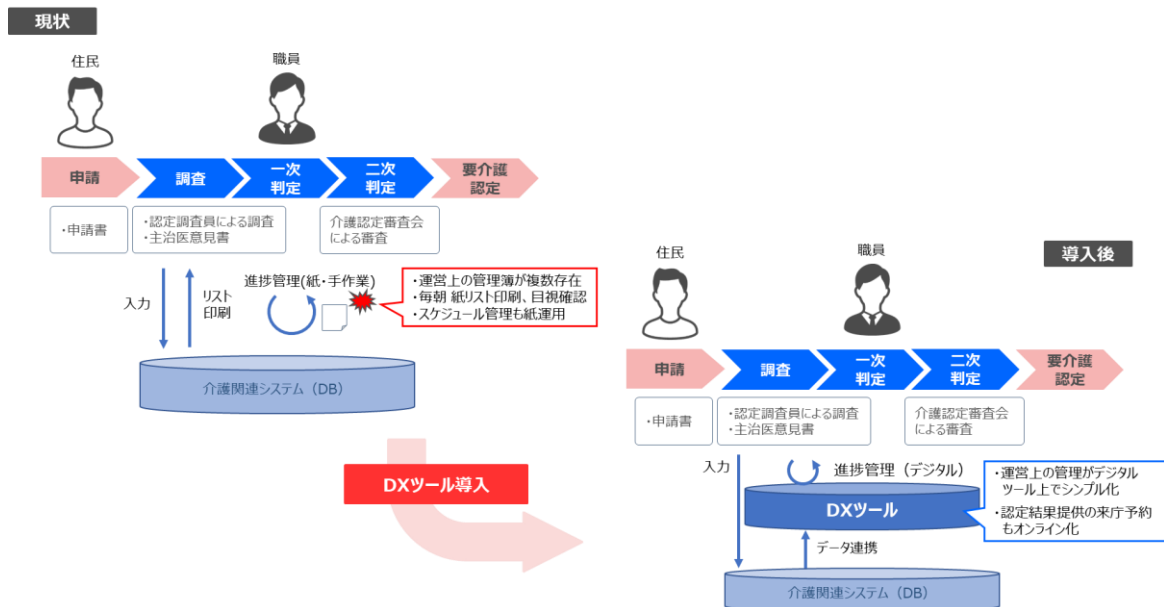 現状
住民
職員
申請
調査
一次
判定
二次
判定
要介護
認定
・申請書
・認定調査員による調査
・主治医意見書
介護認定審査会
による審査
入力
リスト
印刷
進捗管理(紙・手作業)
・運営上の管理簿が複数存在
・毎朝 紙リスト印刷、目視確認
・スケジュール管理も紙運用
介護関連システム（DB）
DXツール導入
導入後
住民
職員
申請
調査
一次
判定
二次
判定
要介護
認定
・申請書
・認定調査員による調査
・主治医意見書
介護認定審査会
による審査
入力
進捗管理（デジタル）
・運営上の管理がデジタル
ツール上でシンプル化
・認定結果提供の来庁予約
もオンライン化
DXツール
データ連携
介護関連システム（DB）